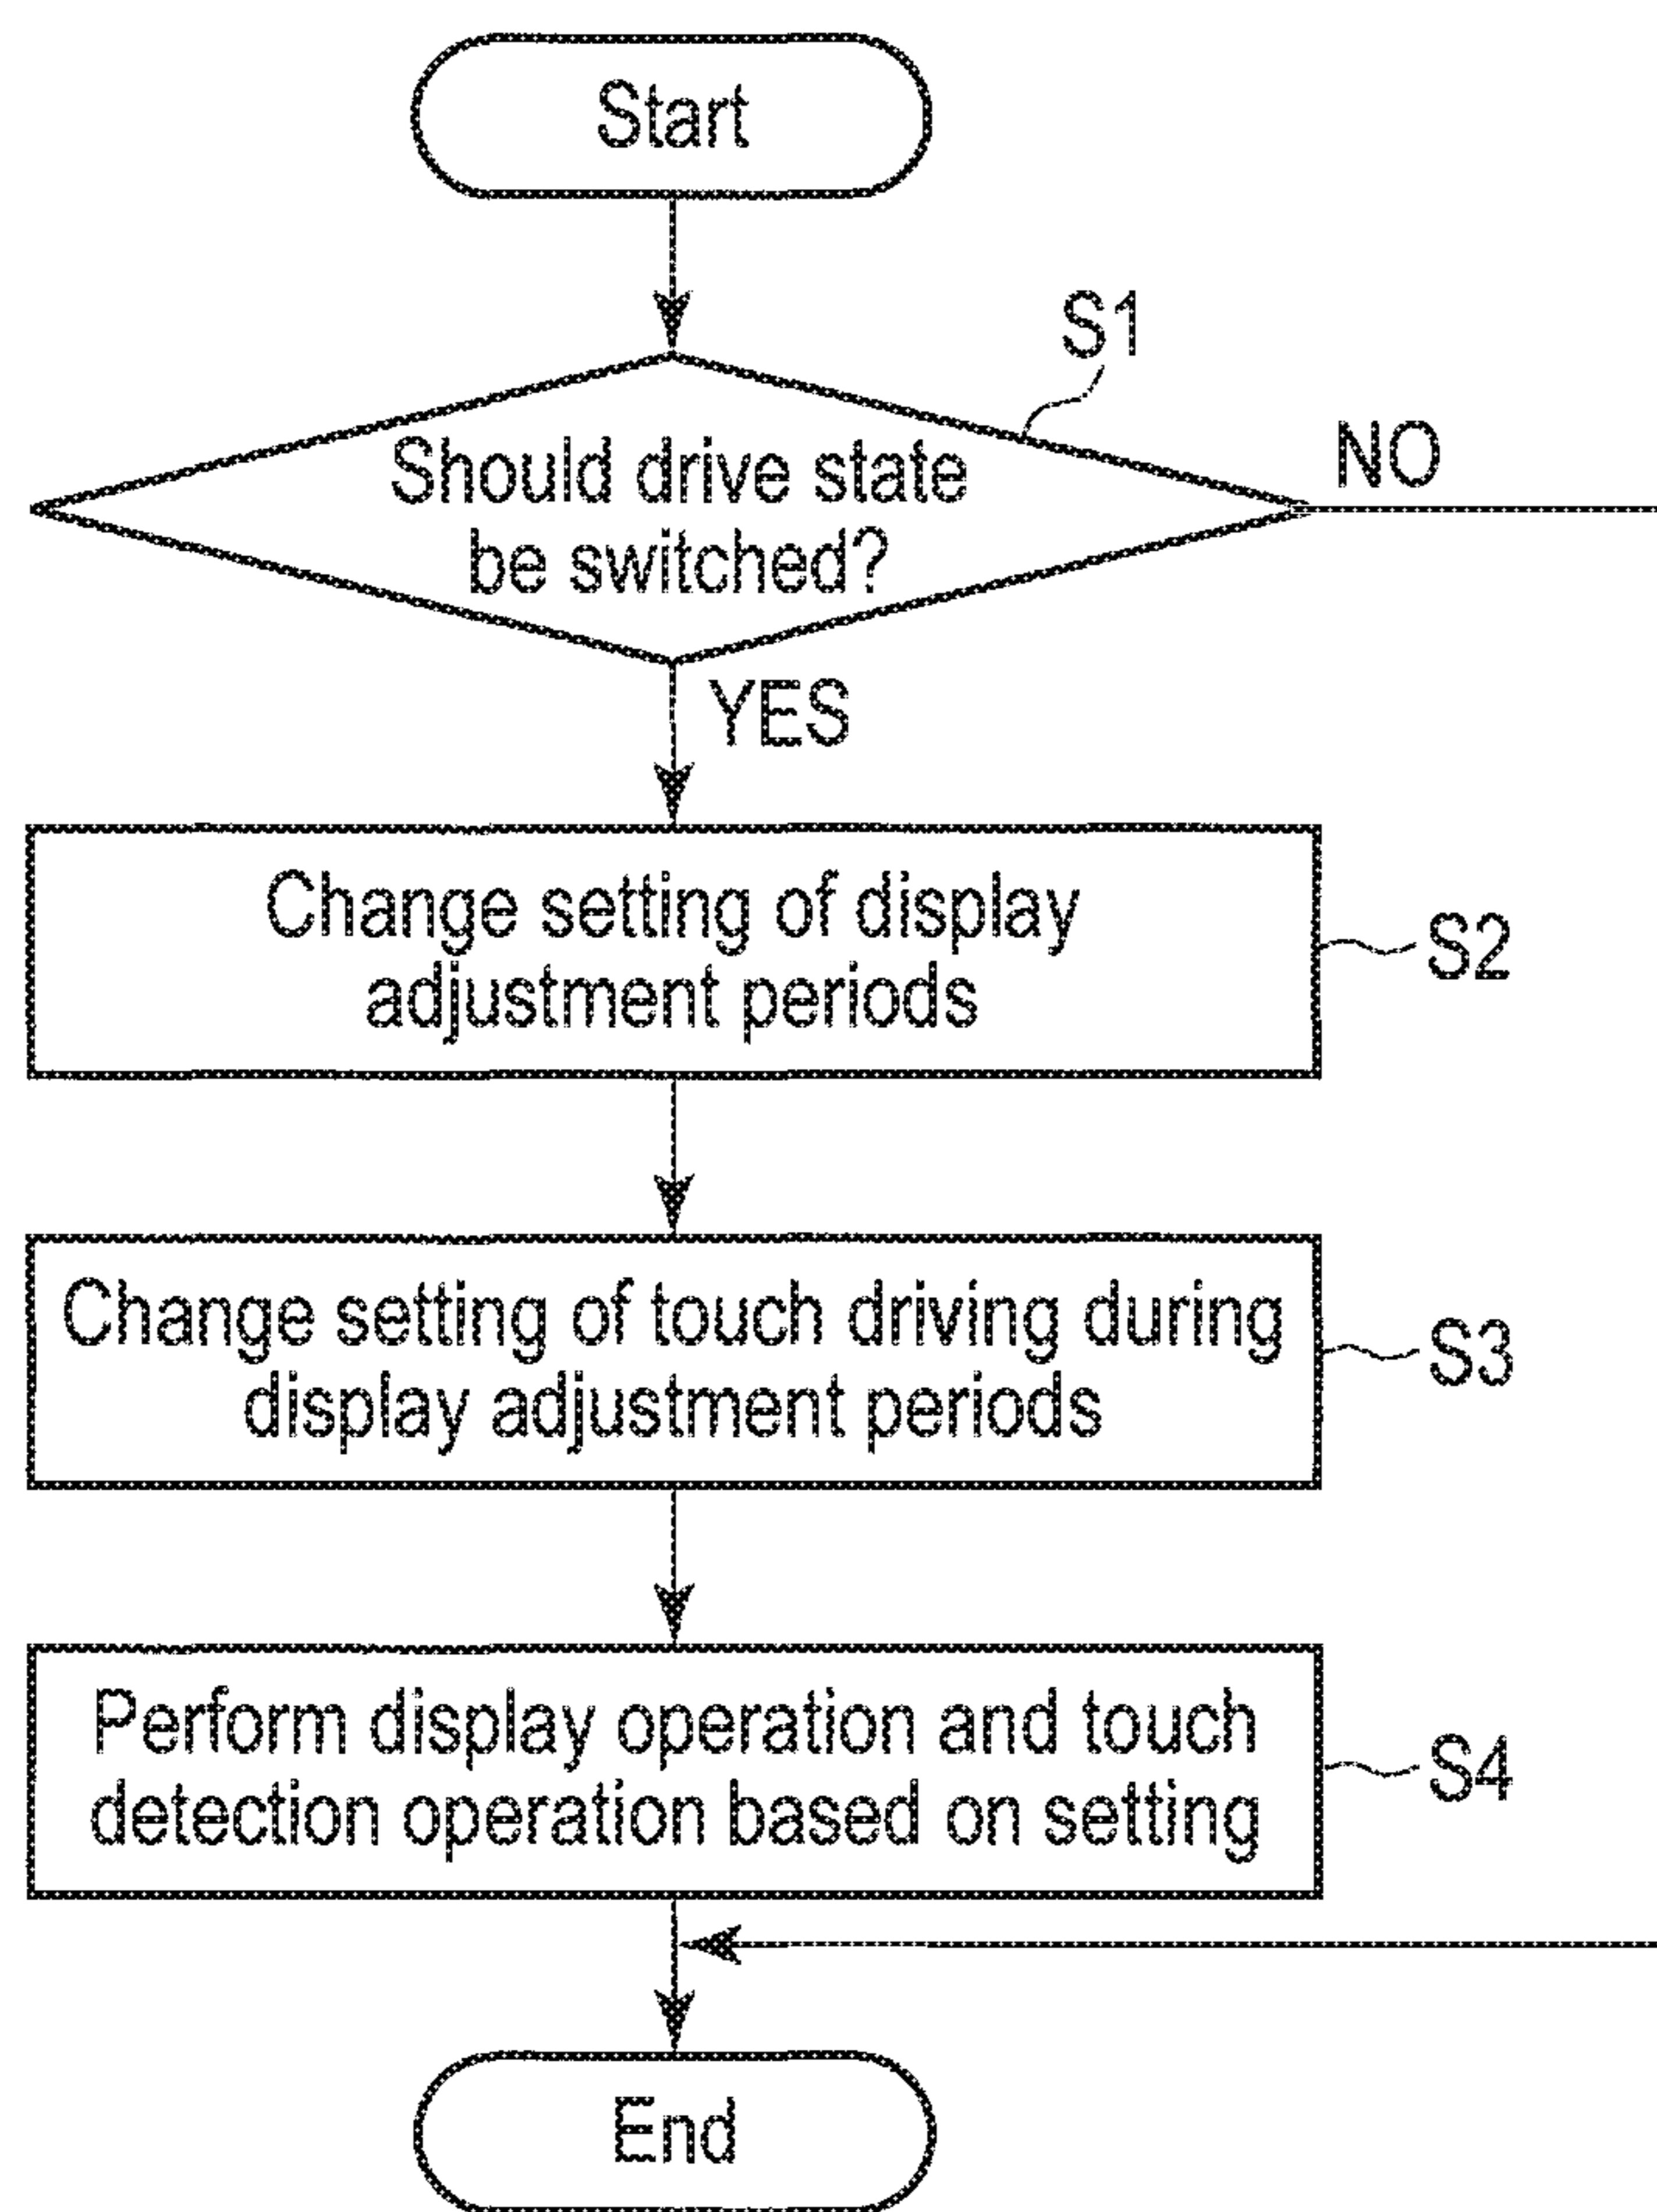 Start
S1
Should drive state
be switched?
NO
YES
Change setting of display
adjustment periods
S2
Change setting of touch driving during
display adjustment periods
S3
Perform display operation and touch
detection operation based on setting
S4
End